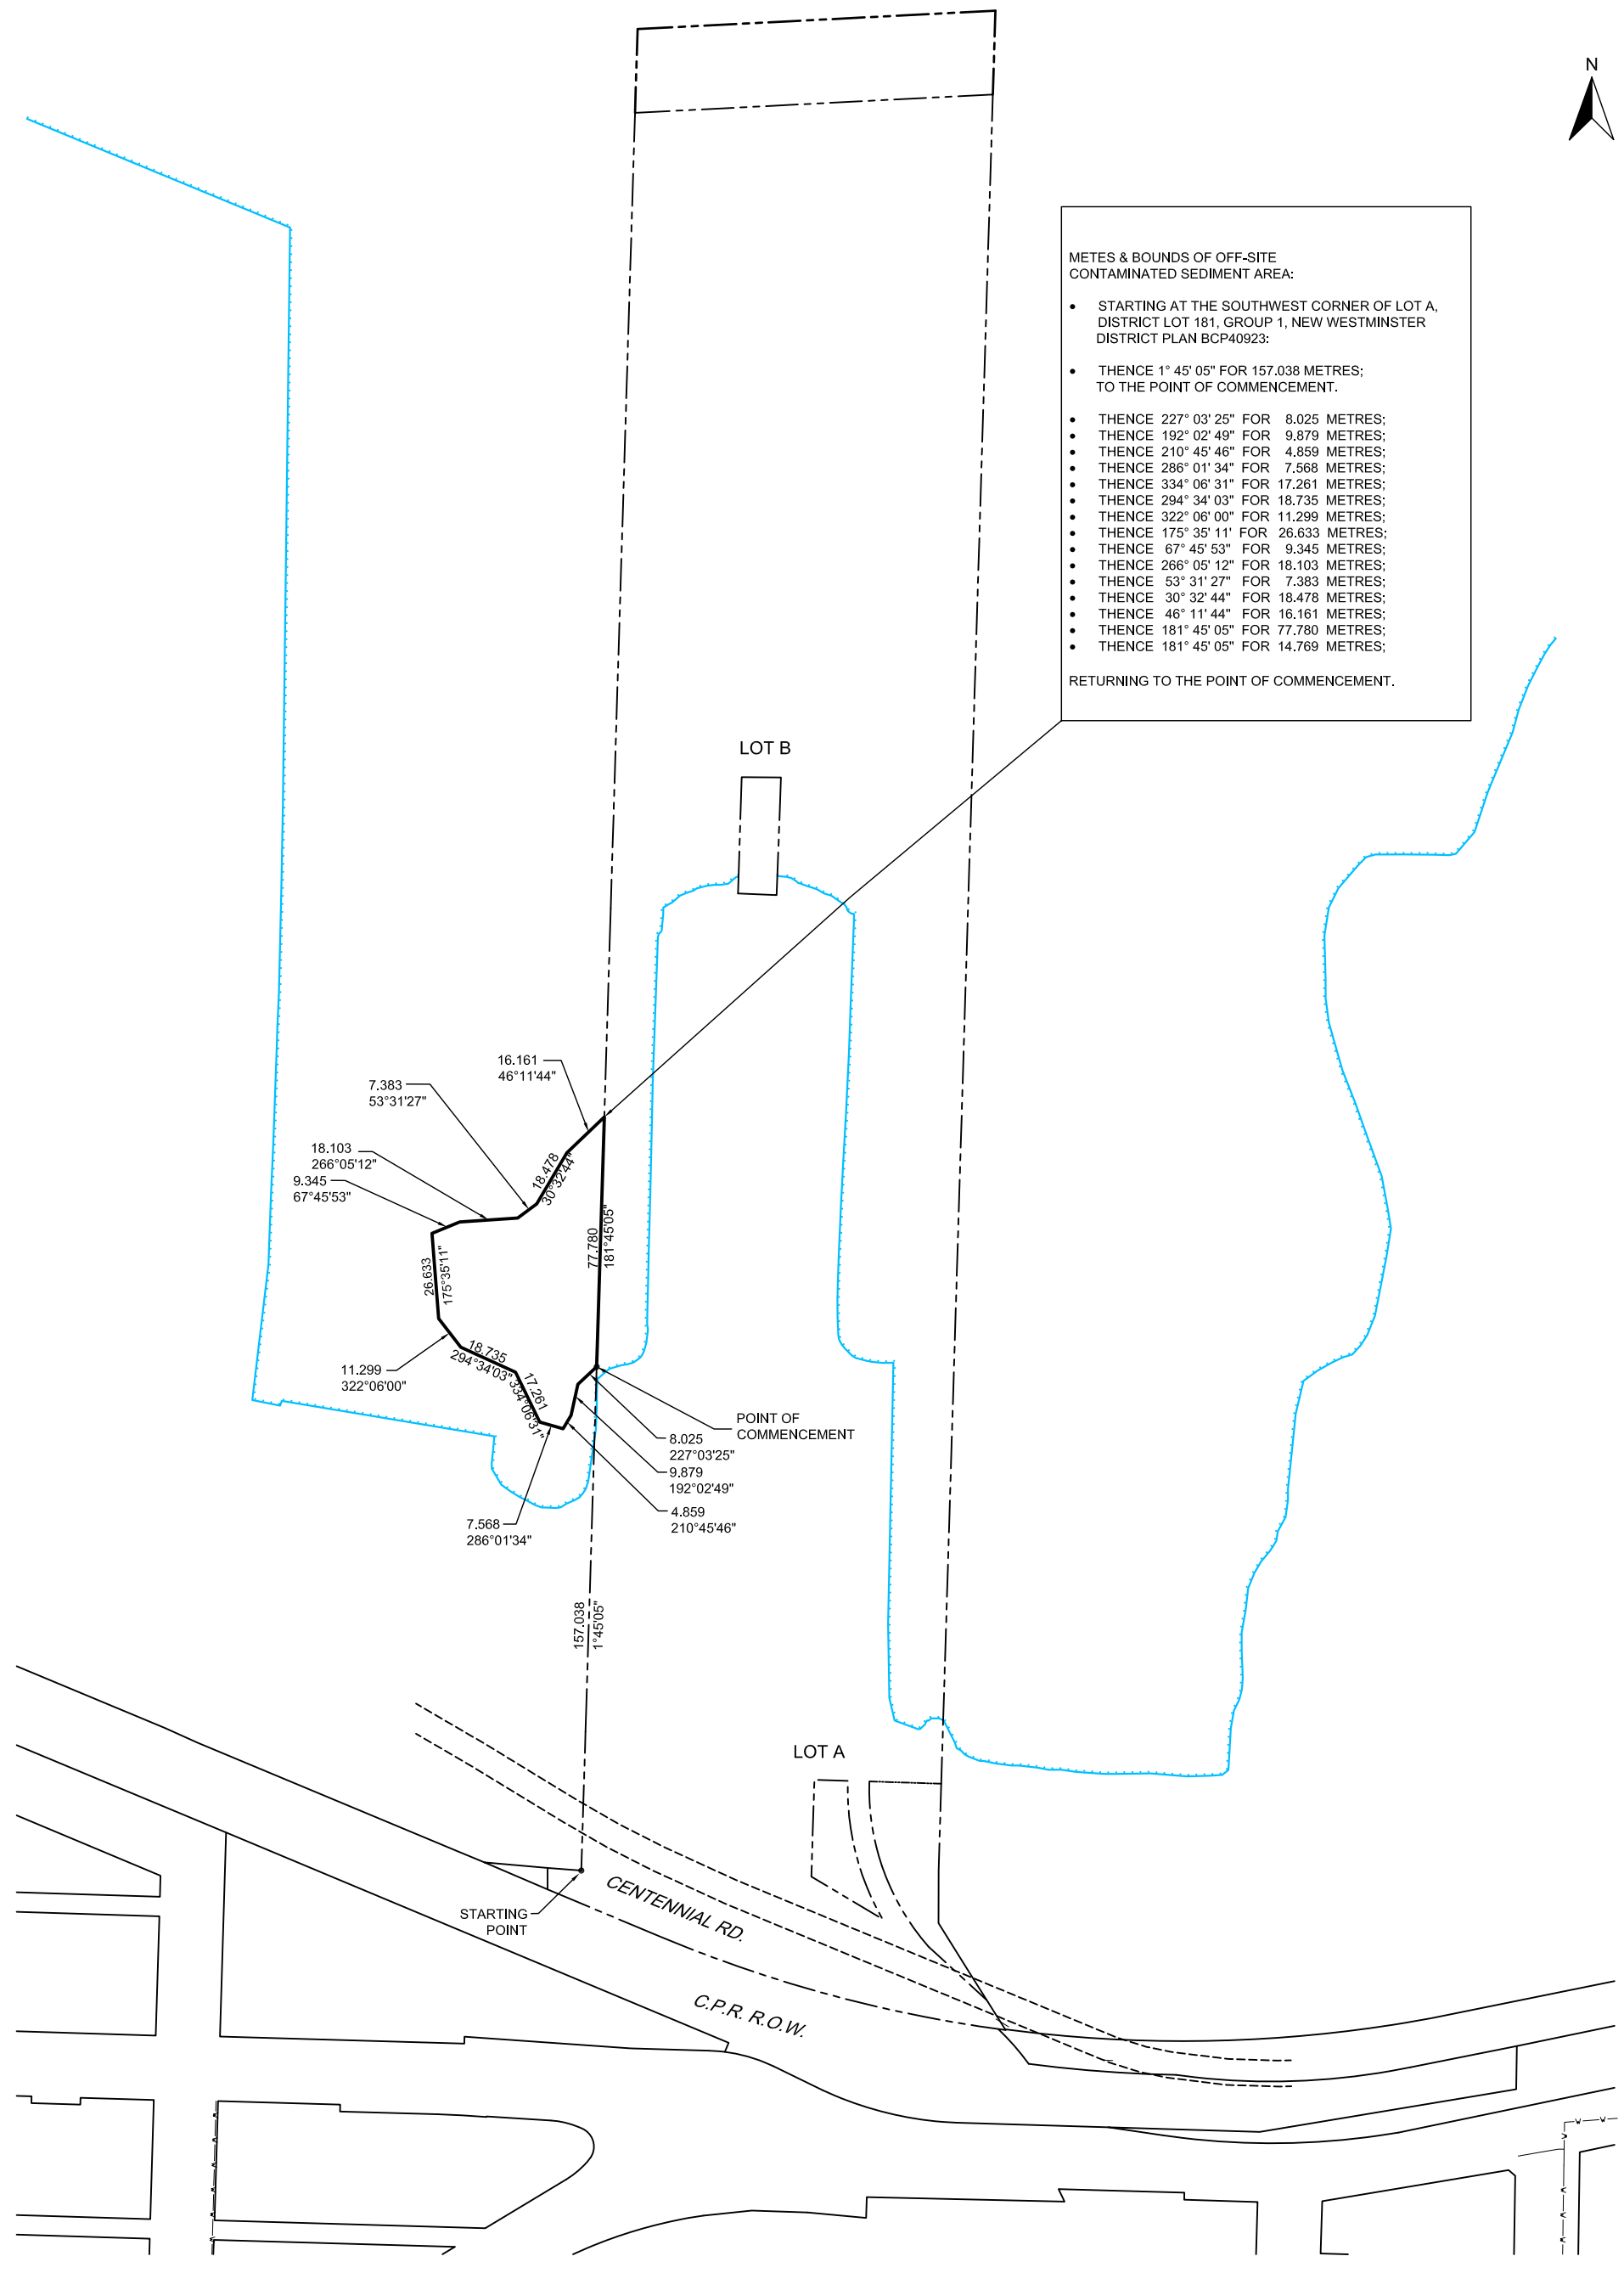 N
METES & BOUNDS OF OFF-SITE
CONTAMINATED SEDIMENT AREA:
• STARTING AT THE SOUTHWEST CORNER OF LOT A,
DISTRICT LOT 181, GROUP 1, NEW WESTMINSTER
DISTRICT PLAN BCP40923:
• THENCE 1° 45' 05" FOR 157.038 METRES;
TO THE POINT OF COMMENCEMENT.
• THENCE 227° 03' 25" FOR 8.025 METRES;
• THENCE 192° 02' 49" FOR 9.879 METRES;
• THENCE 210° 45' 46" FOR 4.859 METRES;
• THENCE 286° 01' 34" FOR 7.568 METRES;
• THENCE 334° 06' 31" FOR 17.261 METRES;
• THENCE 294° 34' 03" FOR 18.735 METRES;
• THENCE 322° 06' 00" FOR 11.299 METRES;
• THENCE 175° 35' 11' FOR 26.633 METRES;
• THENCE 67° 45' 53" FOR 9.345 METRES;
• THENCE 266° 05' 12" FOR 18.103 METRES;
• THENCE 53° 31' 27" FOR 7.383 METRES;
• THENCE 30° 32' 44" FOR 18.478 METRES;
• THENCE 46° 11' 44" FOR 16.161 METRES;
• THENCE 181° 45' 05" FOR 77.780 METRES;
• THENCE 181° 45' 05" FOR 14.769 METRES;
RETURNING TO THE POINT OF COMMENCEMENT.
LOT B
16.161
46°11'44"
7.383
53°31'27"
18.103
266°05'12"
9.345
67°45'53"
18.478
30°32'44"
77.780
181°45'05"
26.633
175°35'11"
18.735
294°34'03"
11.299
322°06'00"
17.261
334°06'31"
POINT OF
COMMENCEMENT
8.025
227°03'25"
9.879
192°02'49"
4.859
210°45'46"
7.568
286°01'34"
157.038
1°45'05"
LOT A
STARTING
POINT
CENTENNIAL RD.
C.P.R. R.O.W.